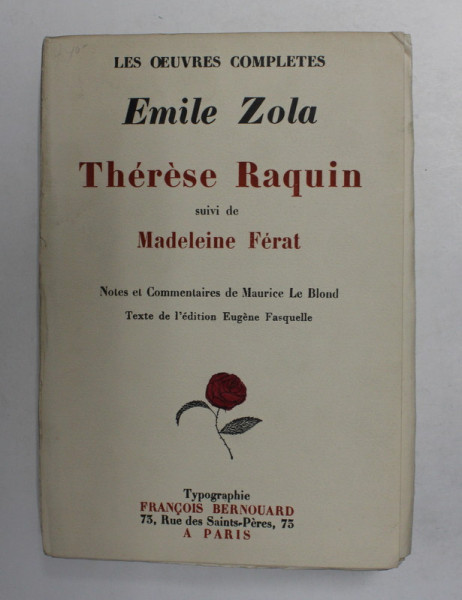 LES ŒUVRES COMPLETES
Emile Zola
Thérèse Raquin
suivi de
Madeleine Férat
Notes et Commentaires de Maurice Le Blond
Texte de l'édition Eugène Fasquelle
Typographie
FRANÇOIS BERNOUARD
73, Rue des Saints-Pères, 73
A PARIS